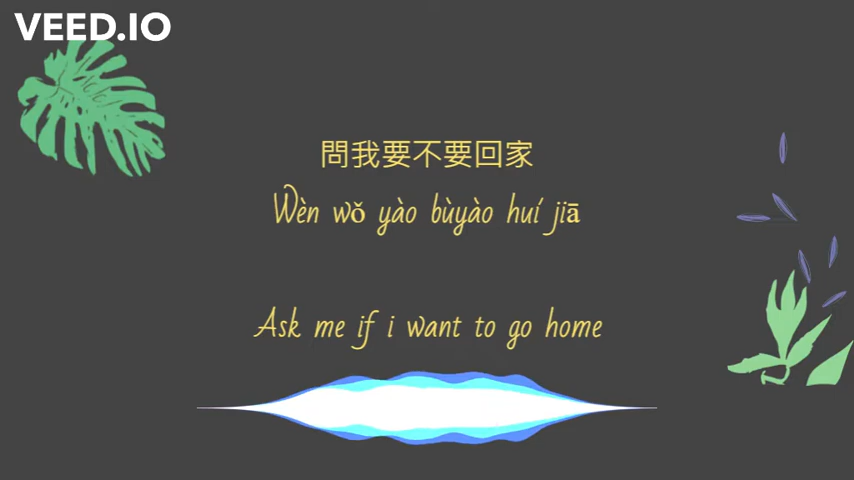 VEED.IO
問我要不要回家
Wèn wǒ yào bùyào huí jiā
Ask me if i want to go home